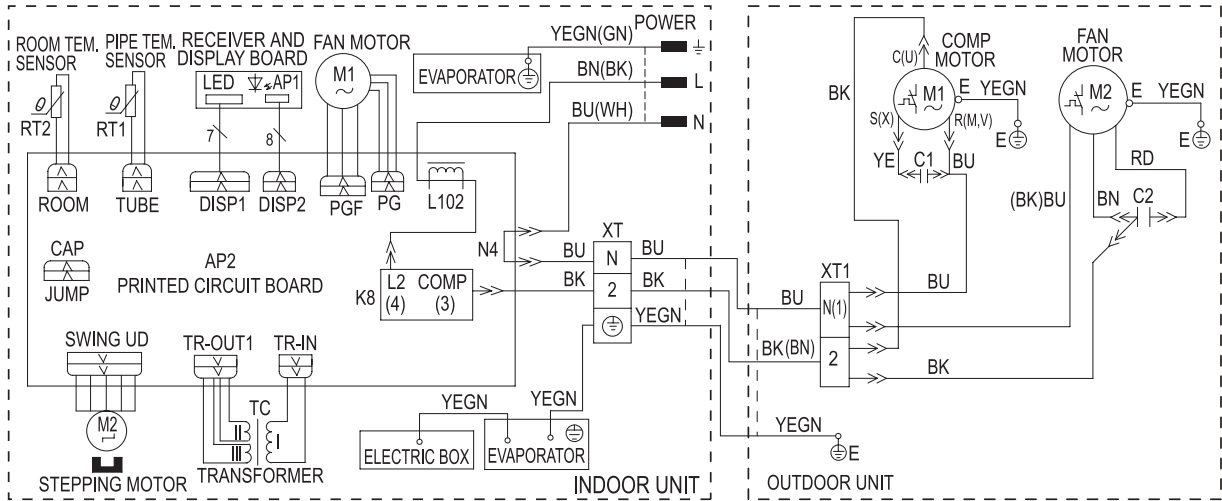 ROOM TEM.
SENSOR
PIPE TEM.
SENSOR
RECEIVER AND
DISPLAY BOARD
FAN MOTOR
POWER
YEGN(GN)
LED
AP1
M1
EVAPORATOR
BN(BK)
L
BU(WH)
N
θ
RT2
θ
RT1
7
8
ROOM
TUBE
DISP1
DISP2
PGF
PG
L102
CAP
JUMP
AP2
PRINTED CIRCUIT BOARD
K8
L2
(4)
COMP
(3)
N4
BU
BK
XT
N
2
BU
BK
YEGN
SWING UD
TR-OUT1
TR-IN
M2
TC
II
III
I
STEPPING MOTOR
TRANSFORMER
YEGN
YEGN
ELECTRIC BOX
EVAPORATOR
INDOOR UNIT
C(U)
COMP
MOTOR
FAN
MOTOR
BK
M1
E
YEGN
M2
E
YEGN
S(X)
R(M,V)
E
E
YE
C1
BU
RD
(BK)BU
BN
C2
XT1
BU
N(1)
BU
BK(BN)
2
BK
YEGN
E
OUTDOOR UNIT